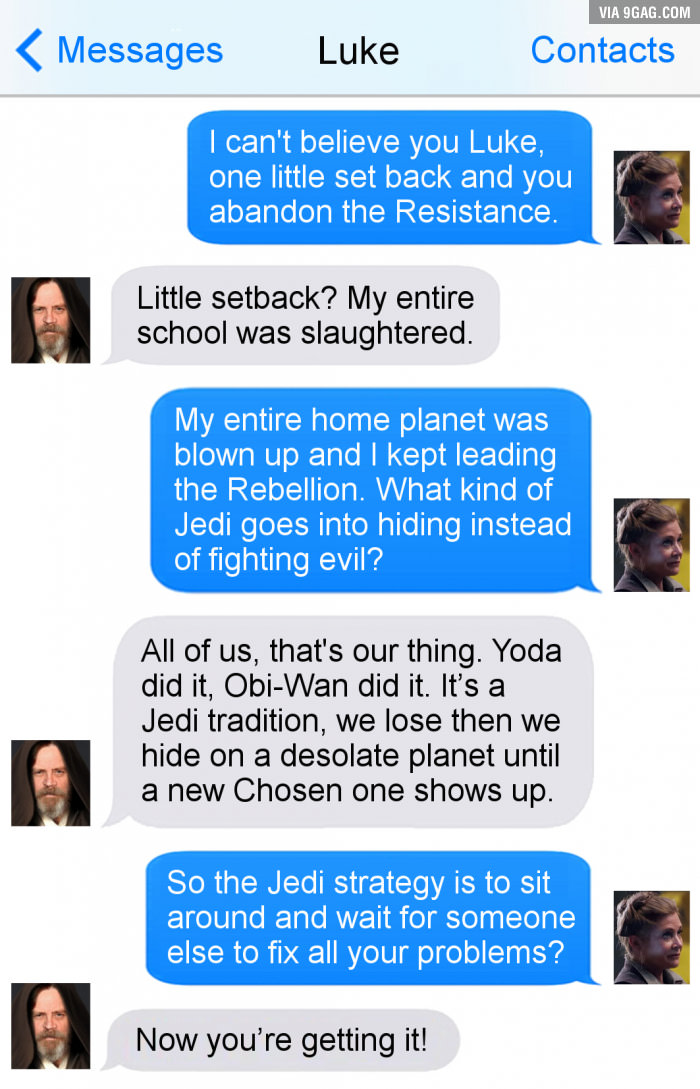 VIA 9GAG.COM
Messages Luke Contacts
I can't believe you Luke,
one little set back and you
abandon the Resistance.
Little setback? My entire
school was slaughtered.
My entire home planet was
blown up and I kept leading
the Rebellion. What kind of
Jedi goes into hiding instead
of fighting evil?
All of us, that's our thing. Yoda
did it, Obi-Wan did it. It’s a
Jedi tradition, we lose then we
hide on a desolate planet until
a new Chosen one shows up.
So the Jedi strategy is to sit
around and wait for someone
else to fix all your problems?
Now you’re getting it!